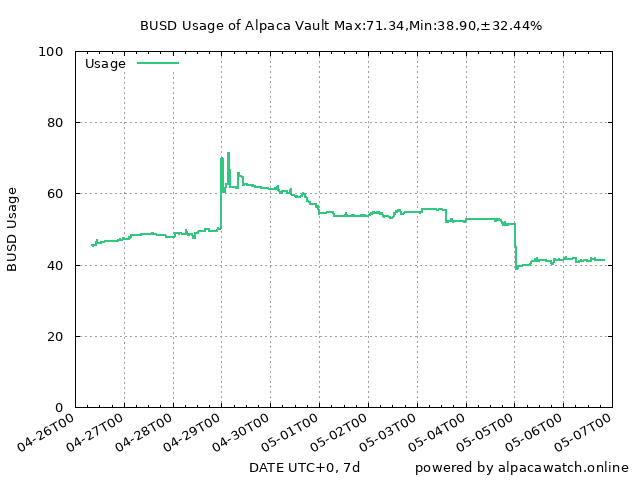 BUSD Usage of Alpaca Vault Max:71.34,Min:38.90,±32.44%
100
Usage
80
60
40
20
0
BUSD Usage
04-26T00
04-27T00
04-28T00
04-29T00
04-30T00
05-01T00
05-02T00
05-03T00
05-04T00
05-05T00
05-06T00
05-07T00
DATE UTC+0, 7d
powered by alpacawatch.online